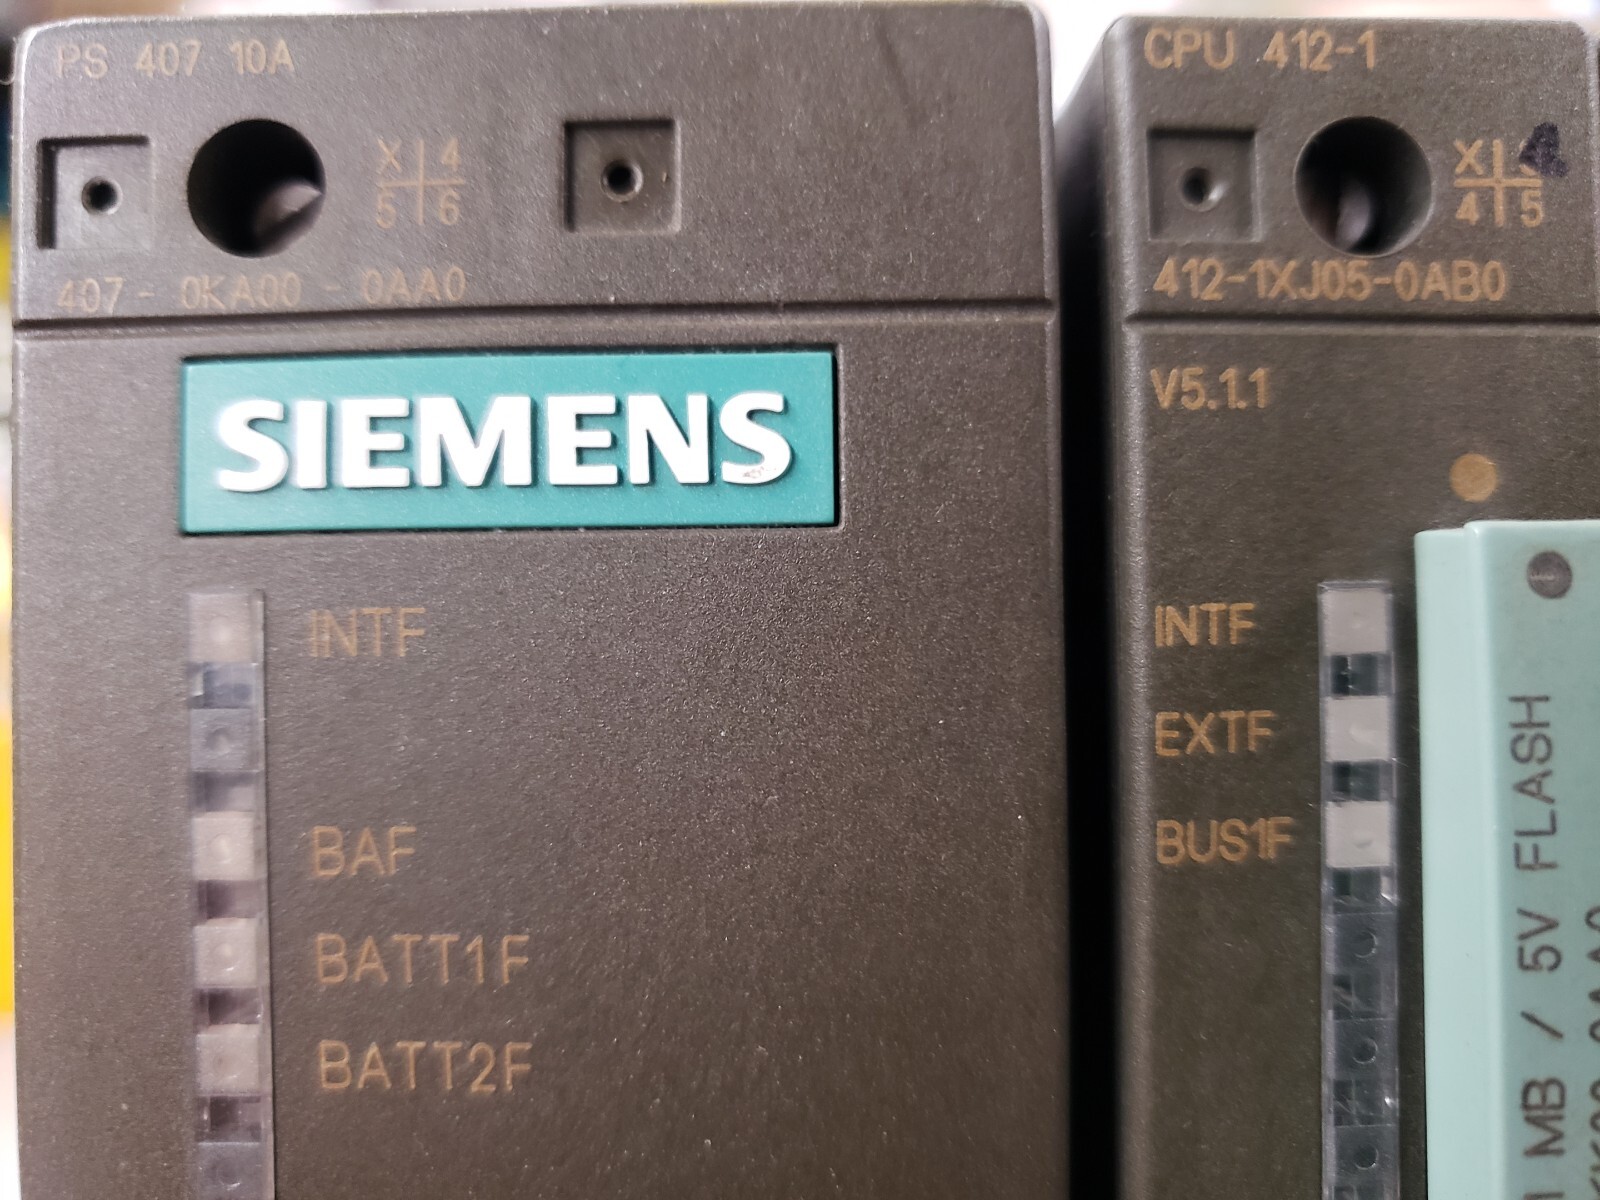 PS 407 10A
X 4
5 6
407 - 0KA00 - 0AA0
SIEMENS
INTF
BAF
BATT1F
BATT2F
CPU 412-1
X
4 5
412-1XJ05-0AB0
V5.1.1
INTF
EXTF
BUS1F
MB / 5V FLASH